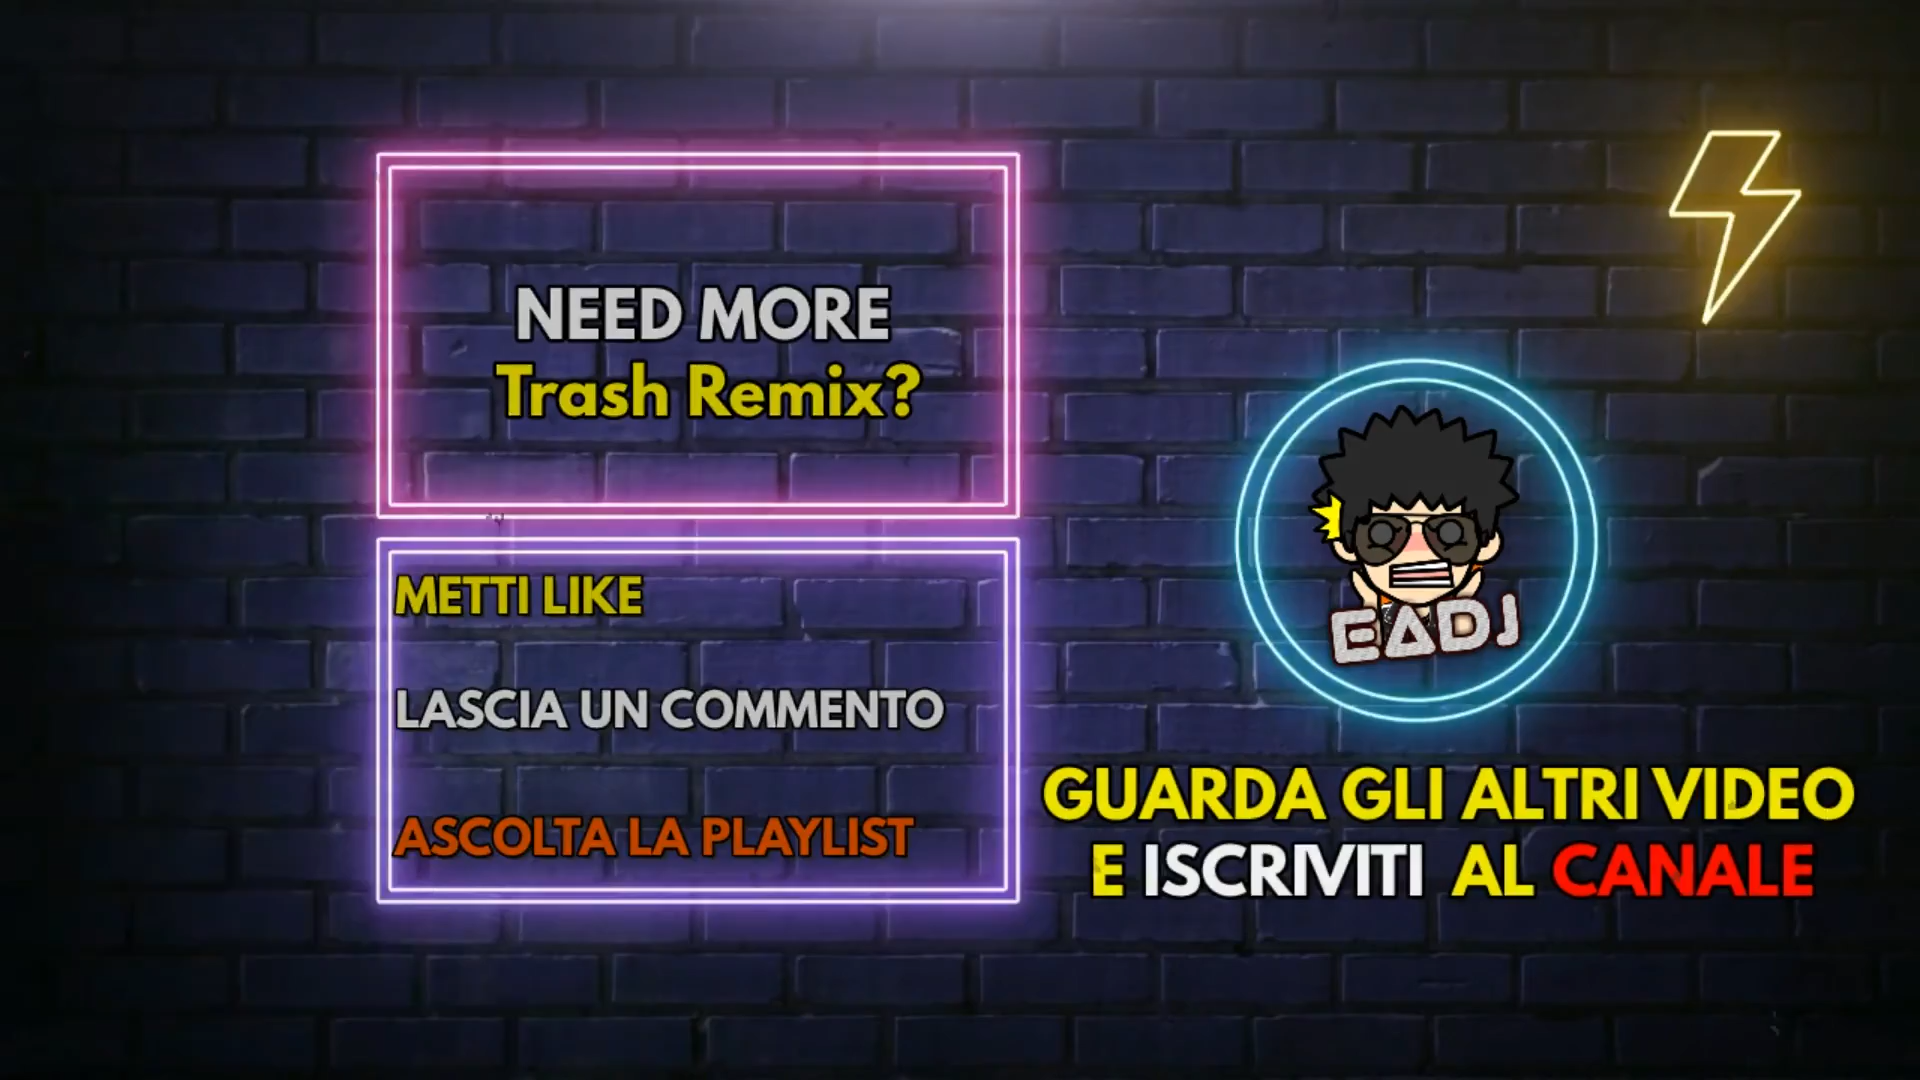 NEED MORE
Trash Remix?
METTI LIKE
LASCIA UN COMMENTO
ASCOLTA LA PLAYLIST
EADJ
GUARDA GLI ALTRI VIDEO
E ISCRIVITI AL CANALE